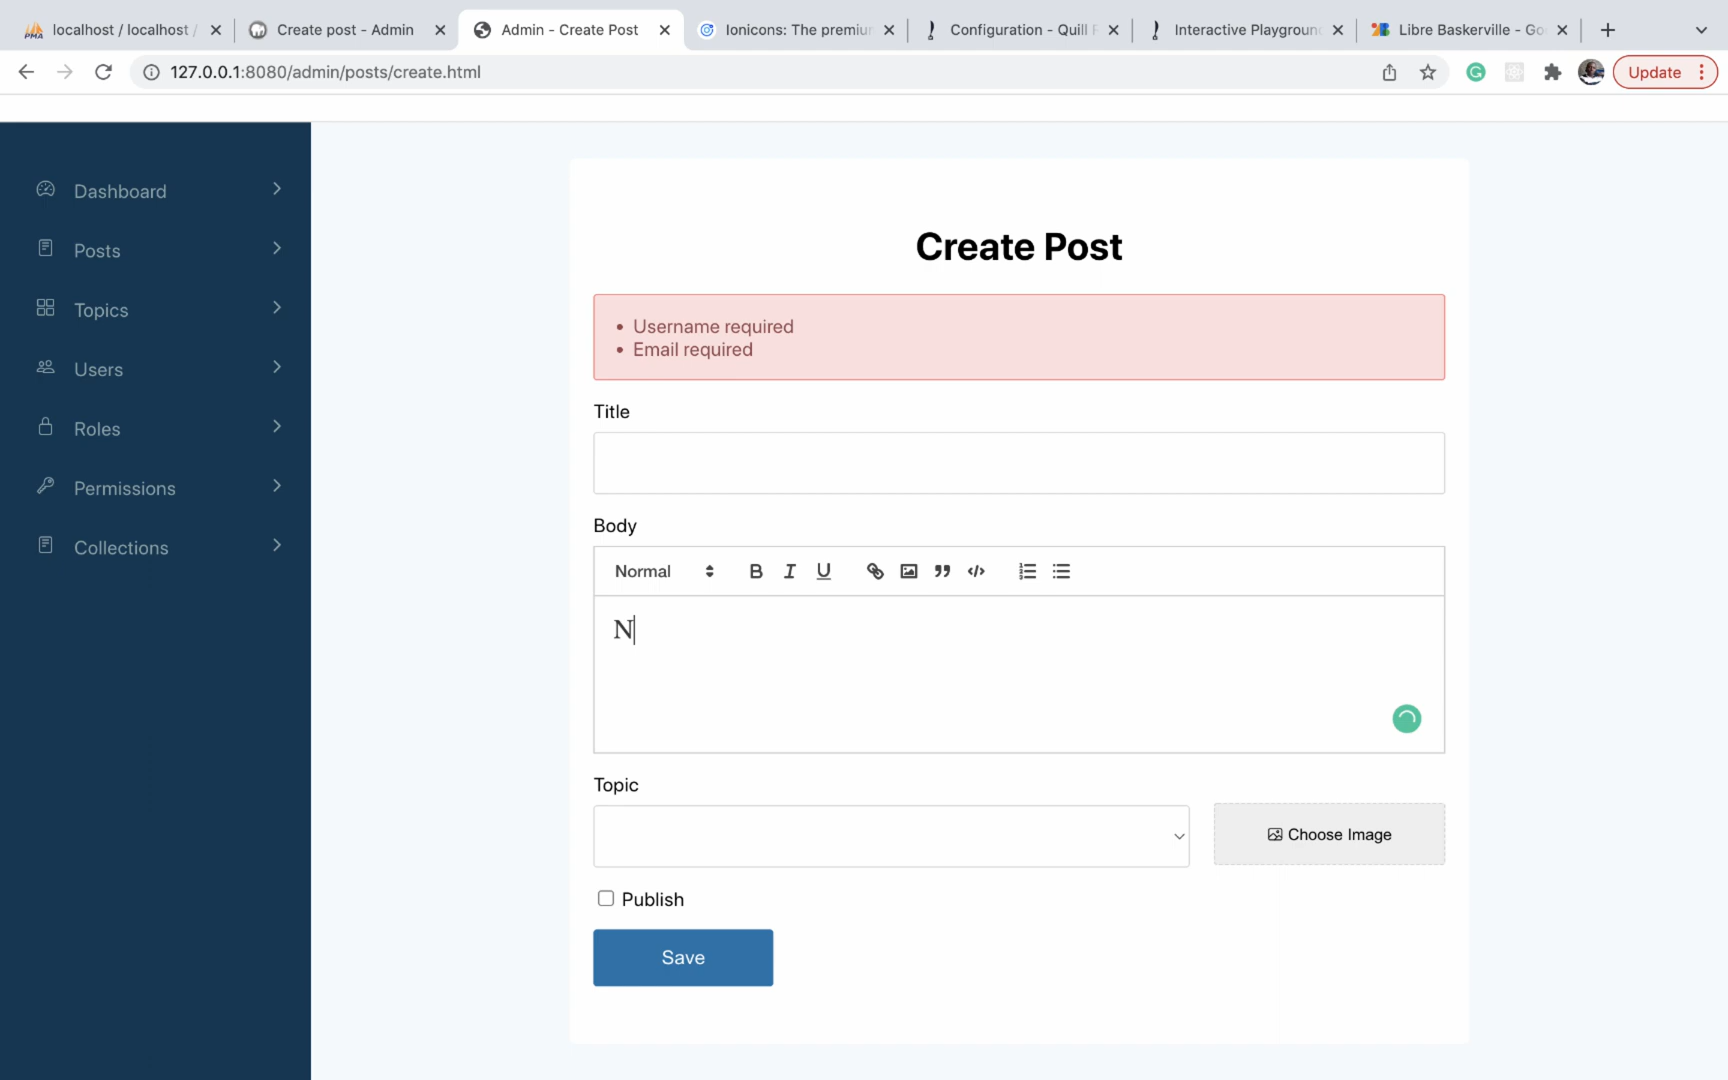 localhost / localhost /
Create post - Admin
Admin - Create Post
Ionicons: The premiu
Configuration - Quill
Interactive Playgroun
Libre Baskerville - Go
127.0.0.1:8080/admin/posts/create.html
Update
Dashboard
Posts
Topics
Users
Roles
Permissions
Collections
Create Post
Username required
Email required
Title
Body
Normal
B I U
N
Topic
Choose Image
Publish
Save